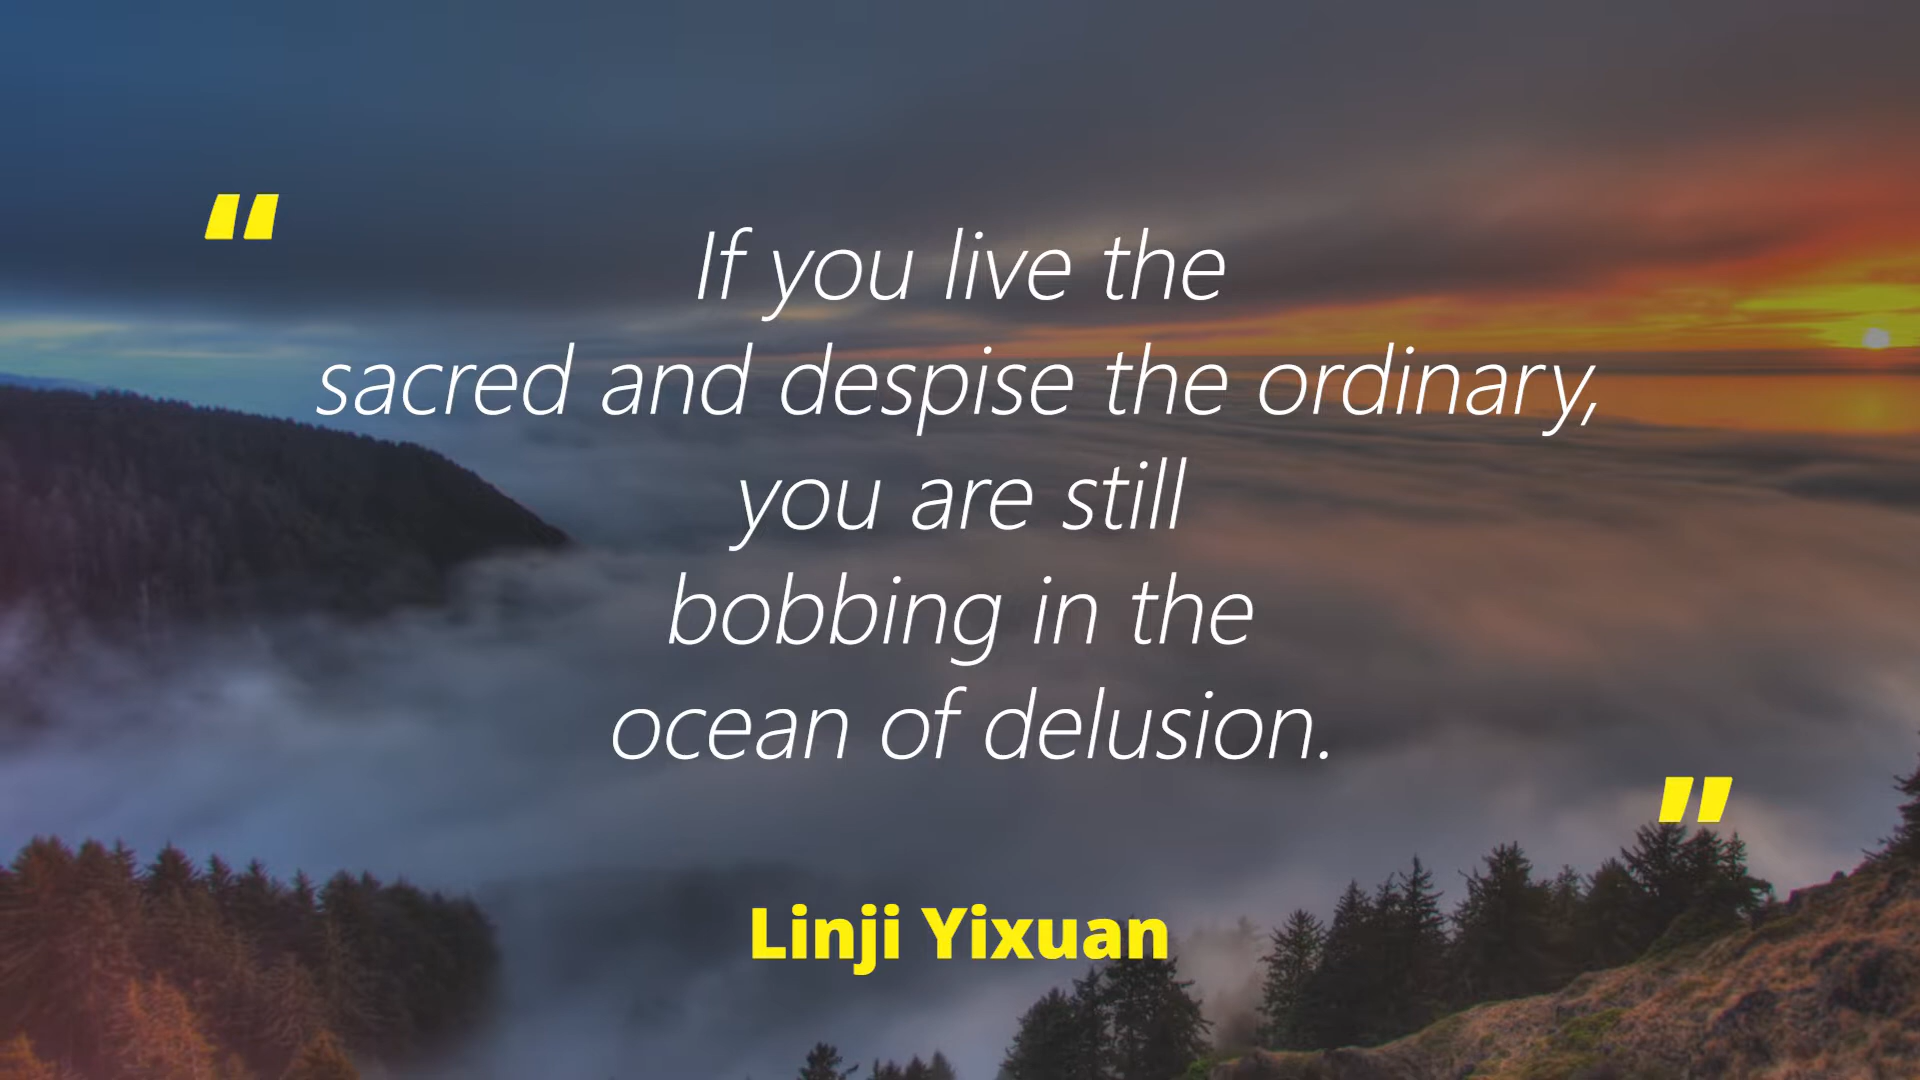 “
If you live the
sacred and despise the ordinary,
you are still
bobbing in the
ocean of delusion.
”
Linji Yixuan